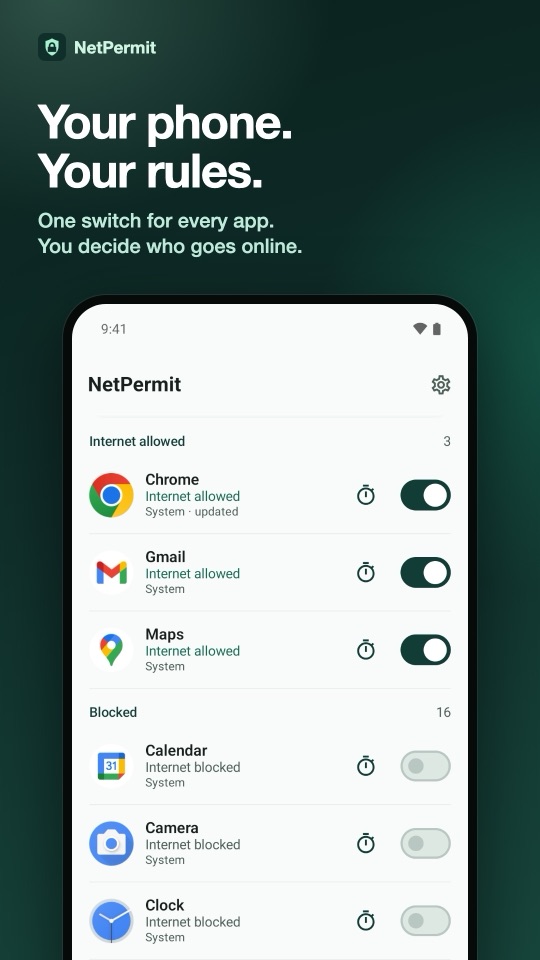 NetPermit
Your phone.
Your rules.
One switch for every app.
You decide who goes online.
9:41
NetPermit
Internet allowed 3
Chrome
Internet allowed
System · updated
Gmail
Internet allowed
System
Maps
Internet allowed
System
Blocked 16
Calendar
31
Internet blocked
System
Camera
Internet blocked
System
Clock
Internet blocked
System